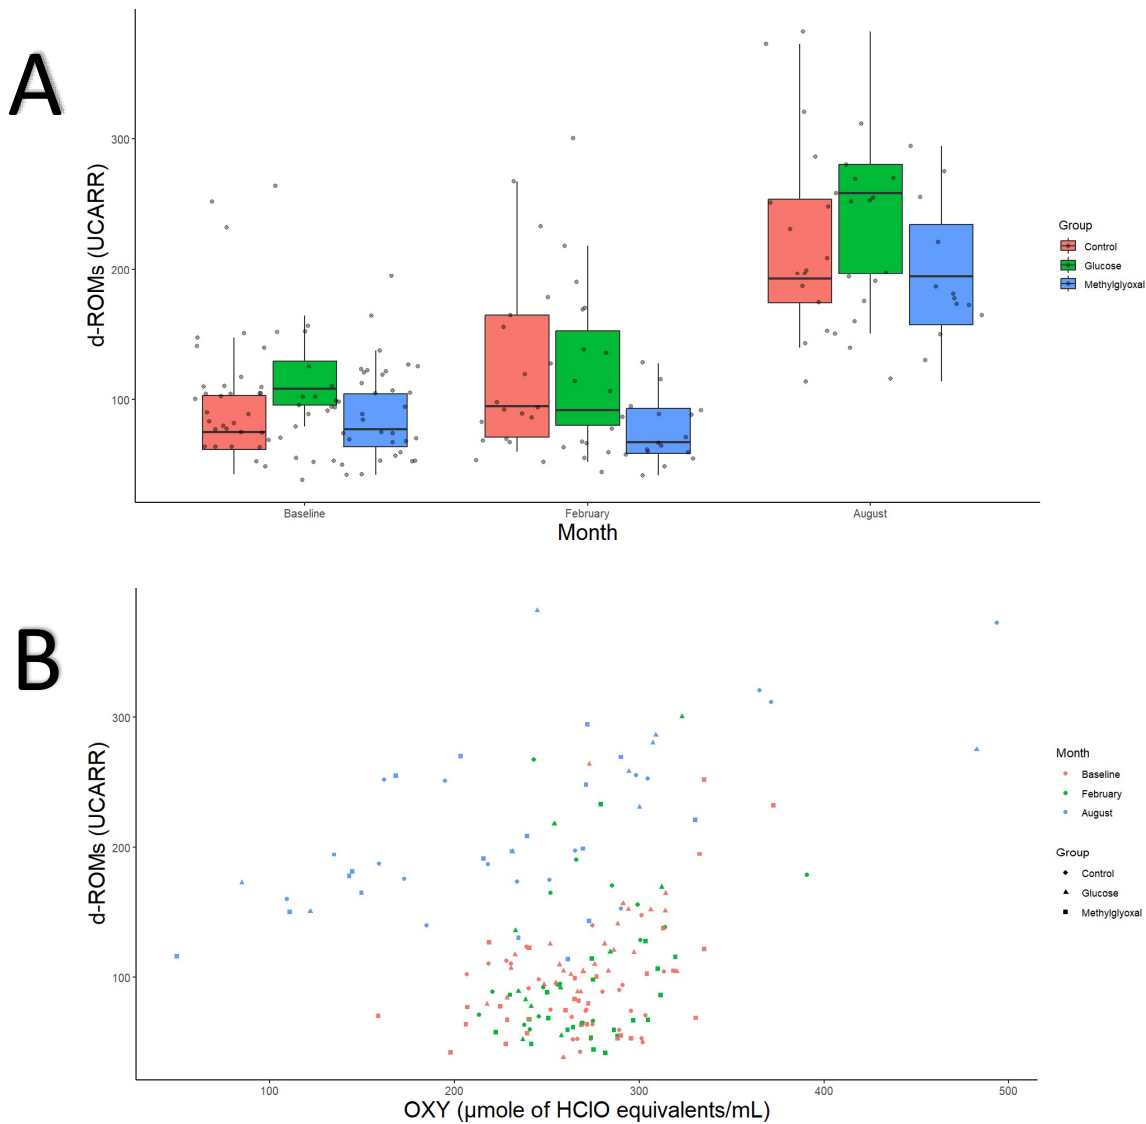 A
d-ROMs (UCARR)
300
200
100
Baseline
February
August
Month
Group
Control
Glucose
Methylglyoxal
B
d-ROMs (UCARR)
300
200
100
100
200
300
400
500
OXY (µmole of HClO equivalents/mL)
Month
Baseline
February
August
Group
Control
Glucose
Methylglyoxal